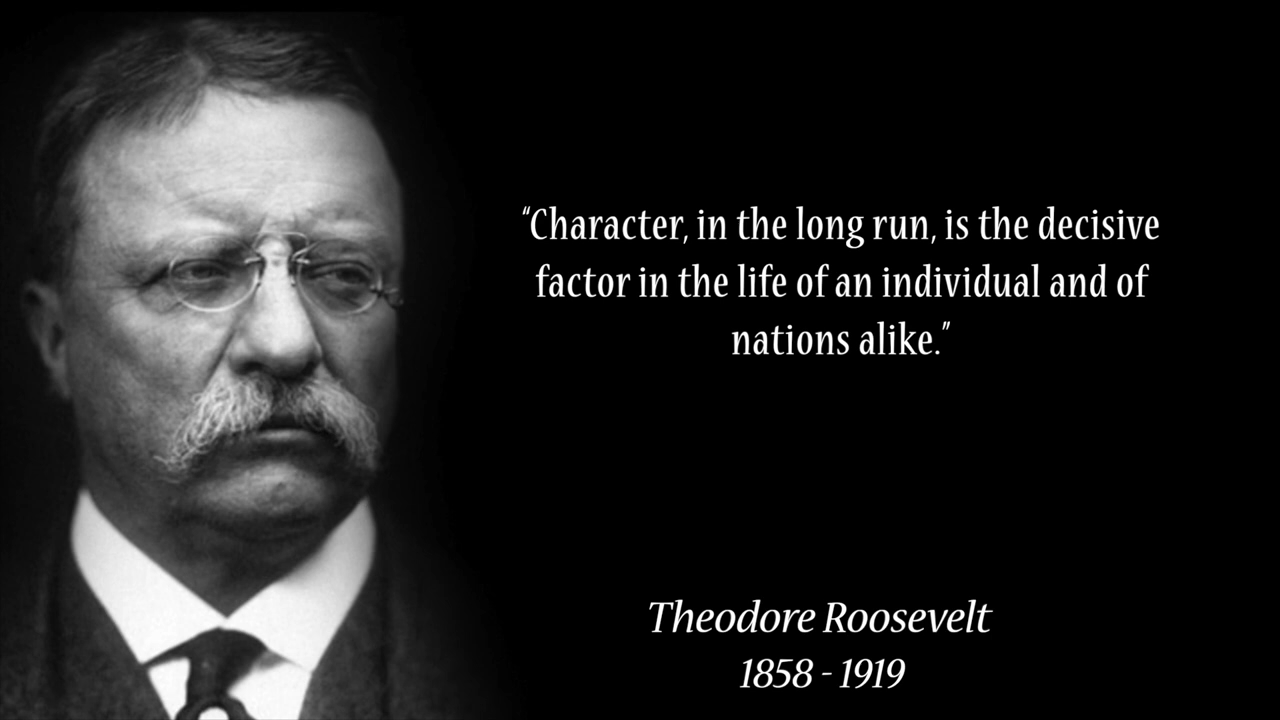 “Character, in the long run, is the decisive
factor in the life of an individual and of
nations alike.”
Theodore Roosevelt
1858 - 1919